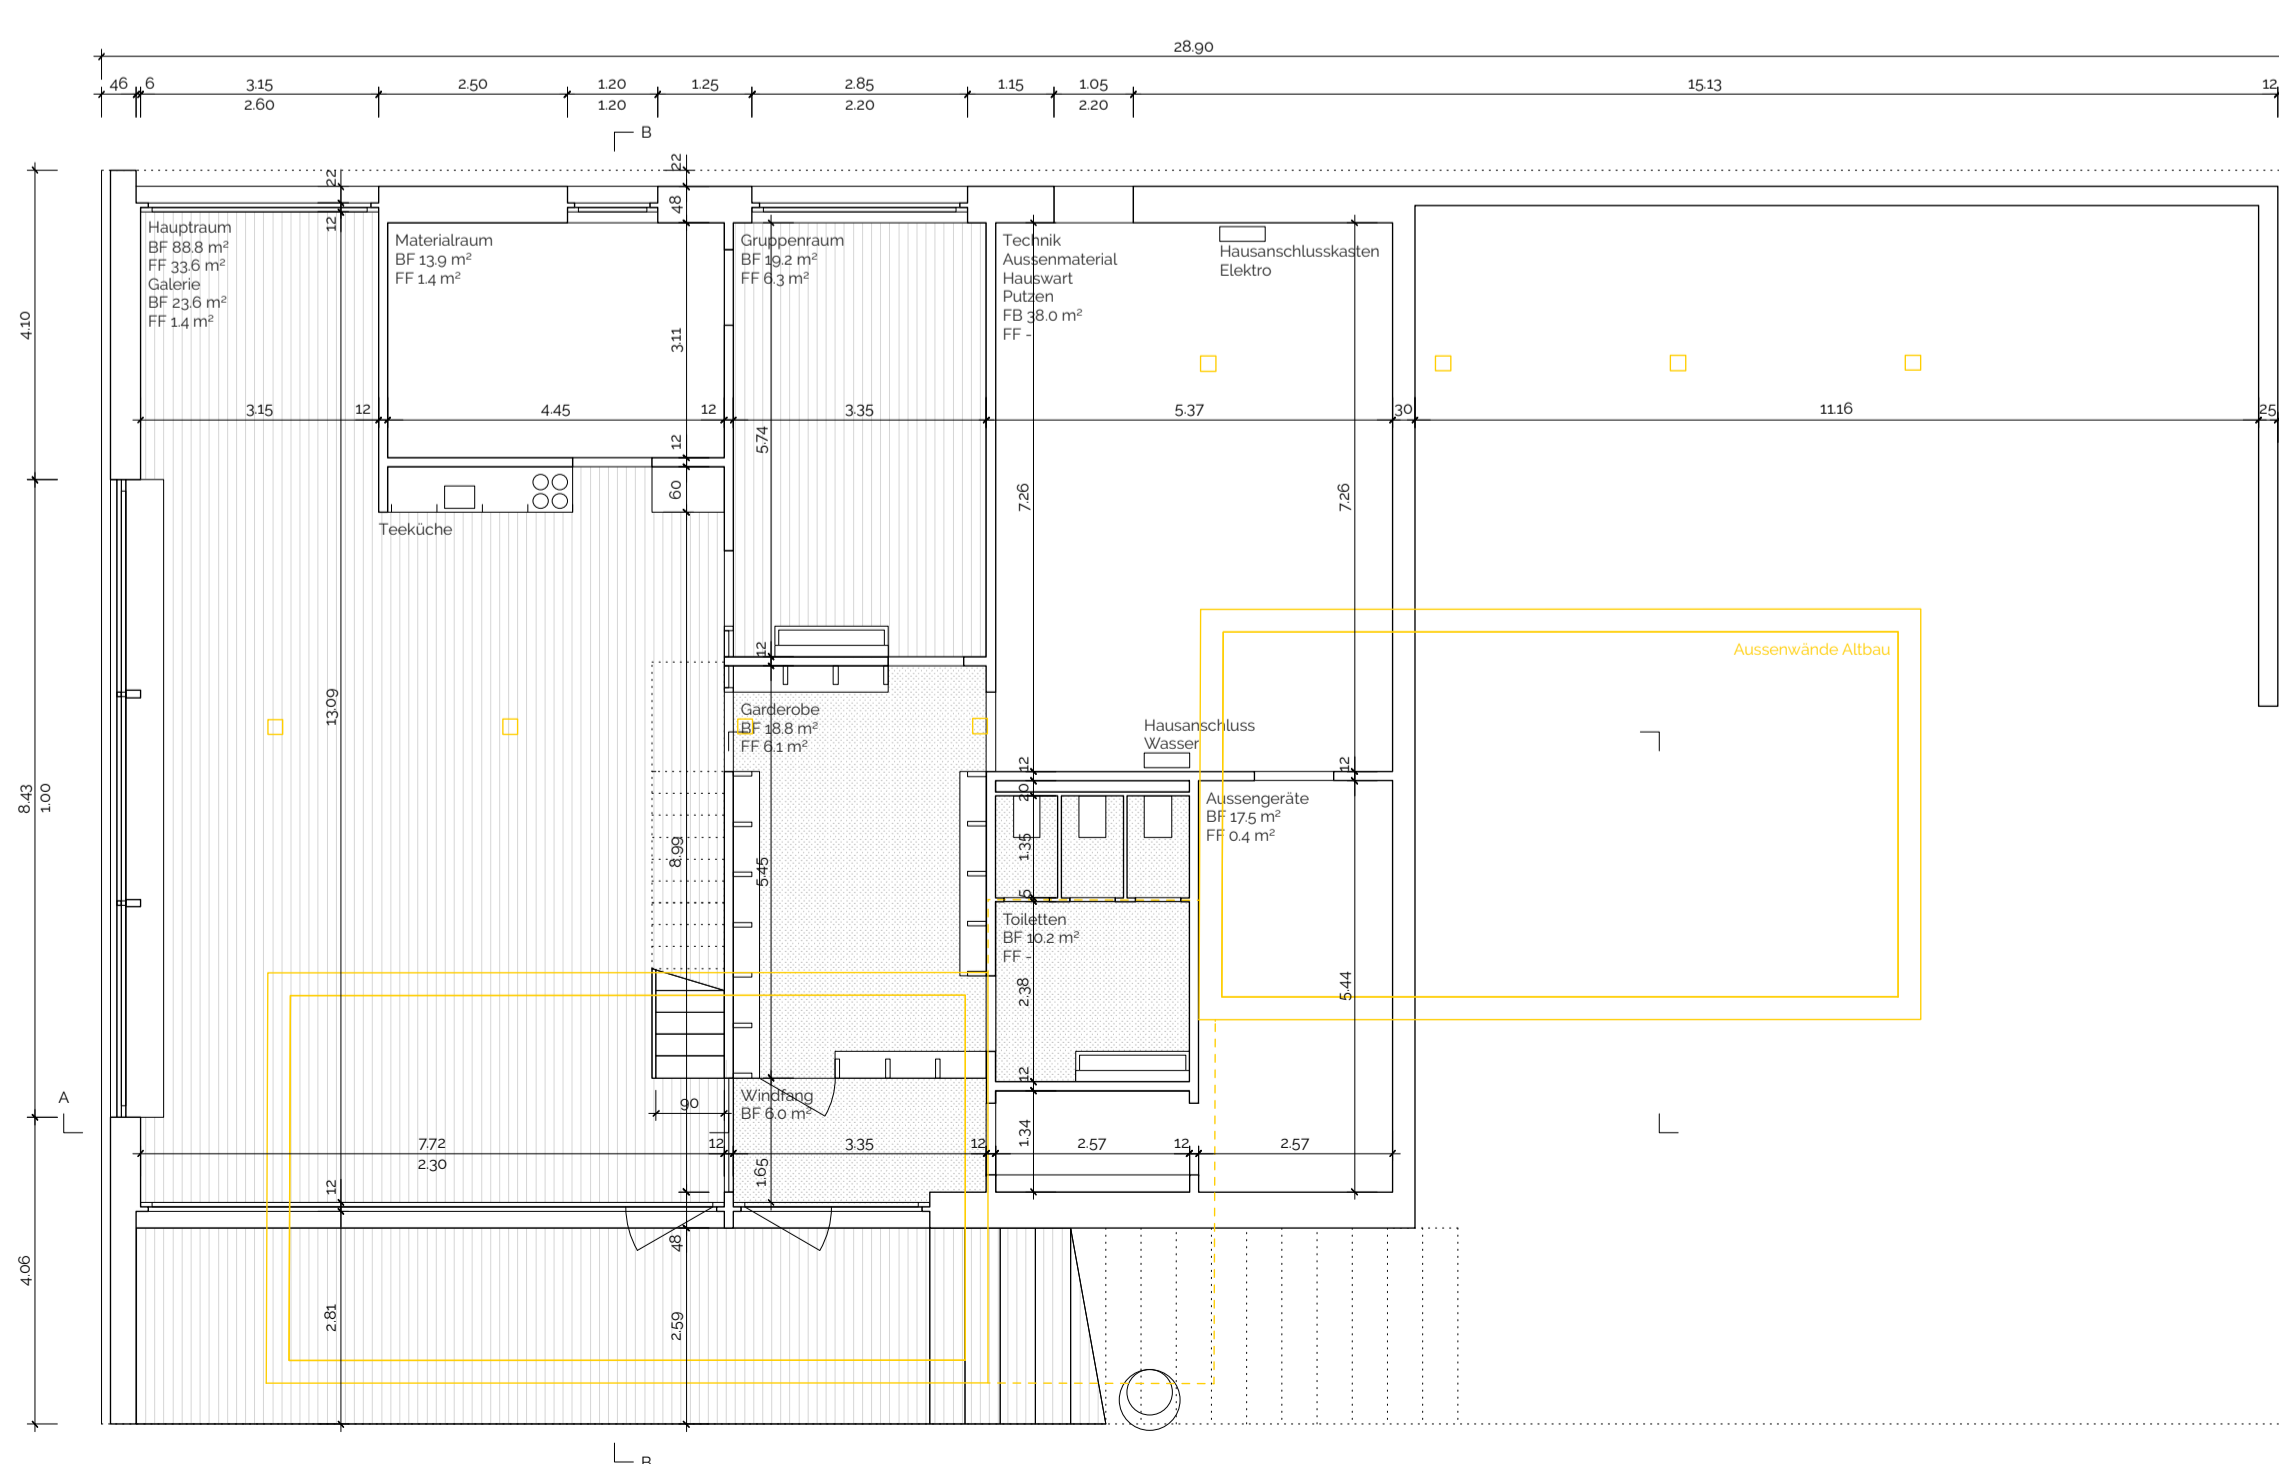 28.90
46 6 3.15 2.50 1.20 1.25 2.85 1.15 1.05 15.13 12
2.60 1.20 2.20 2.20
B
22 22
48
12
4.10
Hauptraum
BF 88.8 m²
FF 33.6 m²
Galerie
BF 23.6 m²
FF 1.4 m²
Materialraum
BF 13.9 m²
FF 1.4 m²
Gruppenraum
BF 19.2 m²
FF 6.3 m²
Technik
Aussenmaterial
Hauswart
Putzen
FB 38.0 m²
FF -
Hausanschlusskasten
Elektro
3.11
3.15 12 4.45 12 3.35 5.37 30 11.16 25
12
5.74
60
7.26
7.26
Teeküche
12
13.09
Aussenwände Altbau
Garderobe
BF 18.8 m²
FF 6.1 m²
Hausanschluss
Wasser
12
12
20
8.43
1.00
Aussengeräte
BF 17.5 m²
FF 0.4 m²
8.99
5.45
1.35
5
Toiletten
BF 10.2 m²
FF -
2.38
5.44
12
A
90
Windfang
BF 6.0 m²
1.34
7.72 12 3.35 12 2.57 12 2.57
2.30
1.65
12
48
4.06
2.81
2.59
B